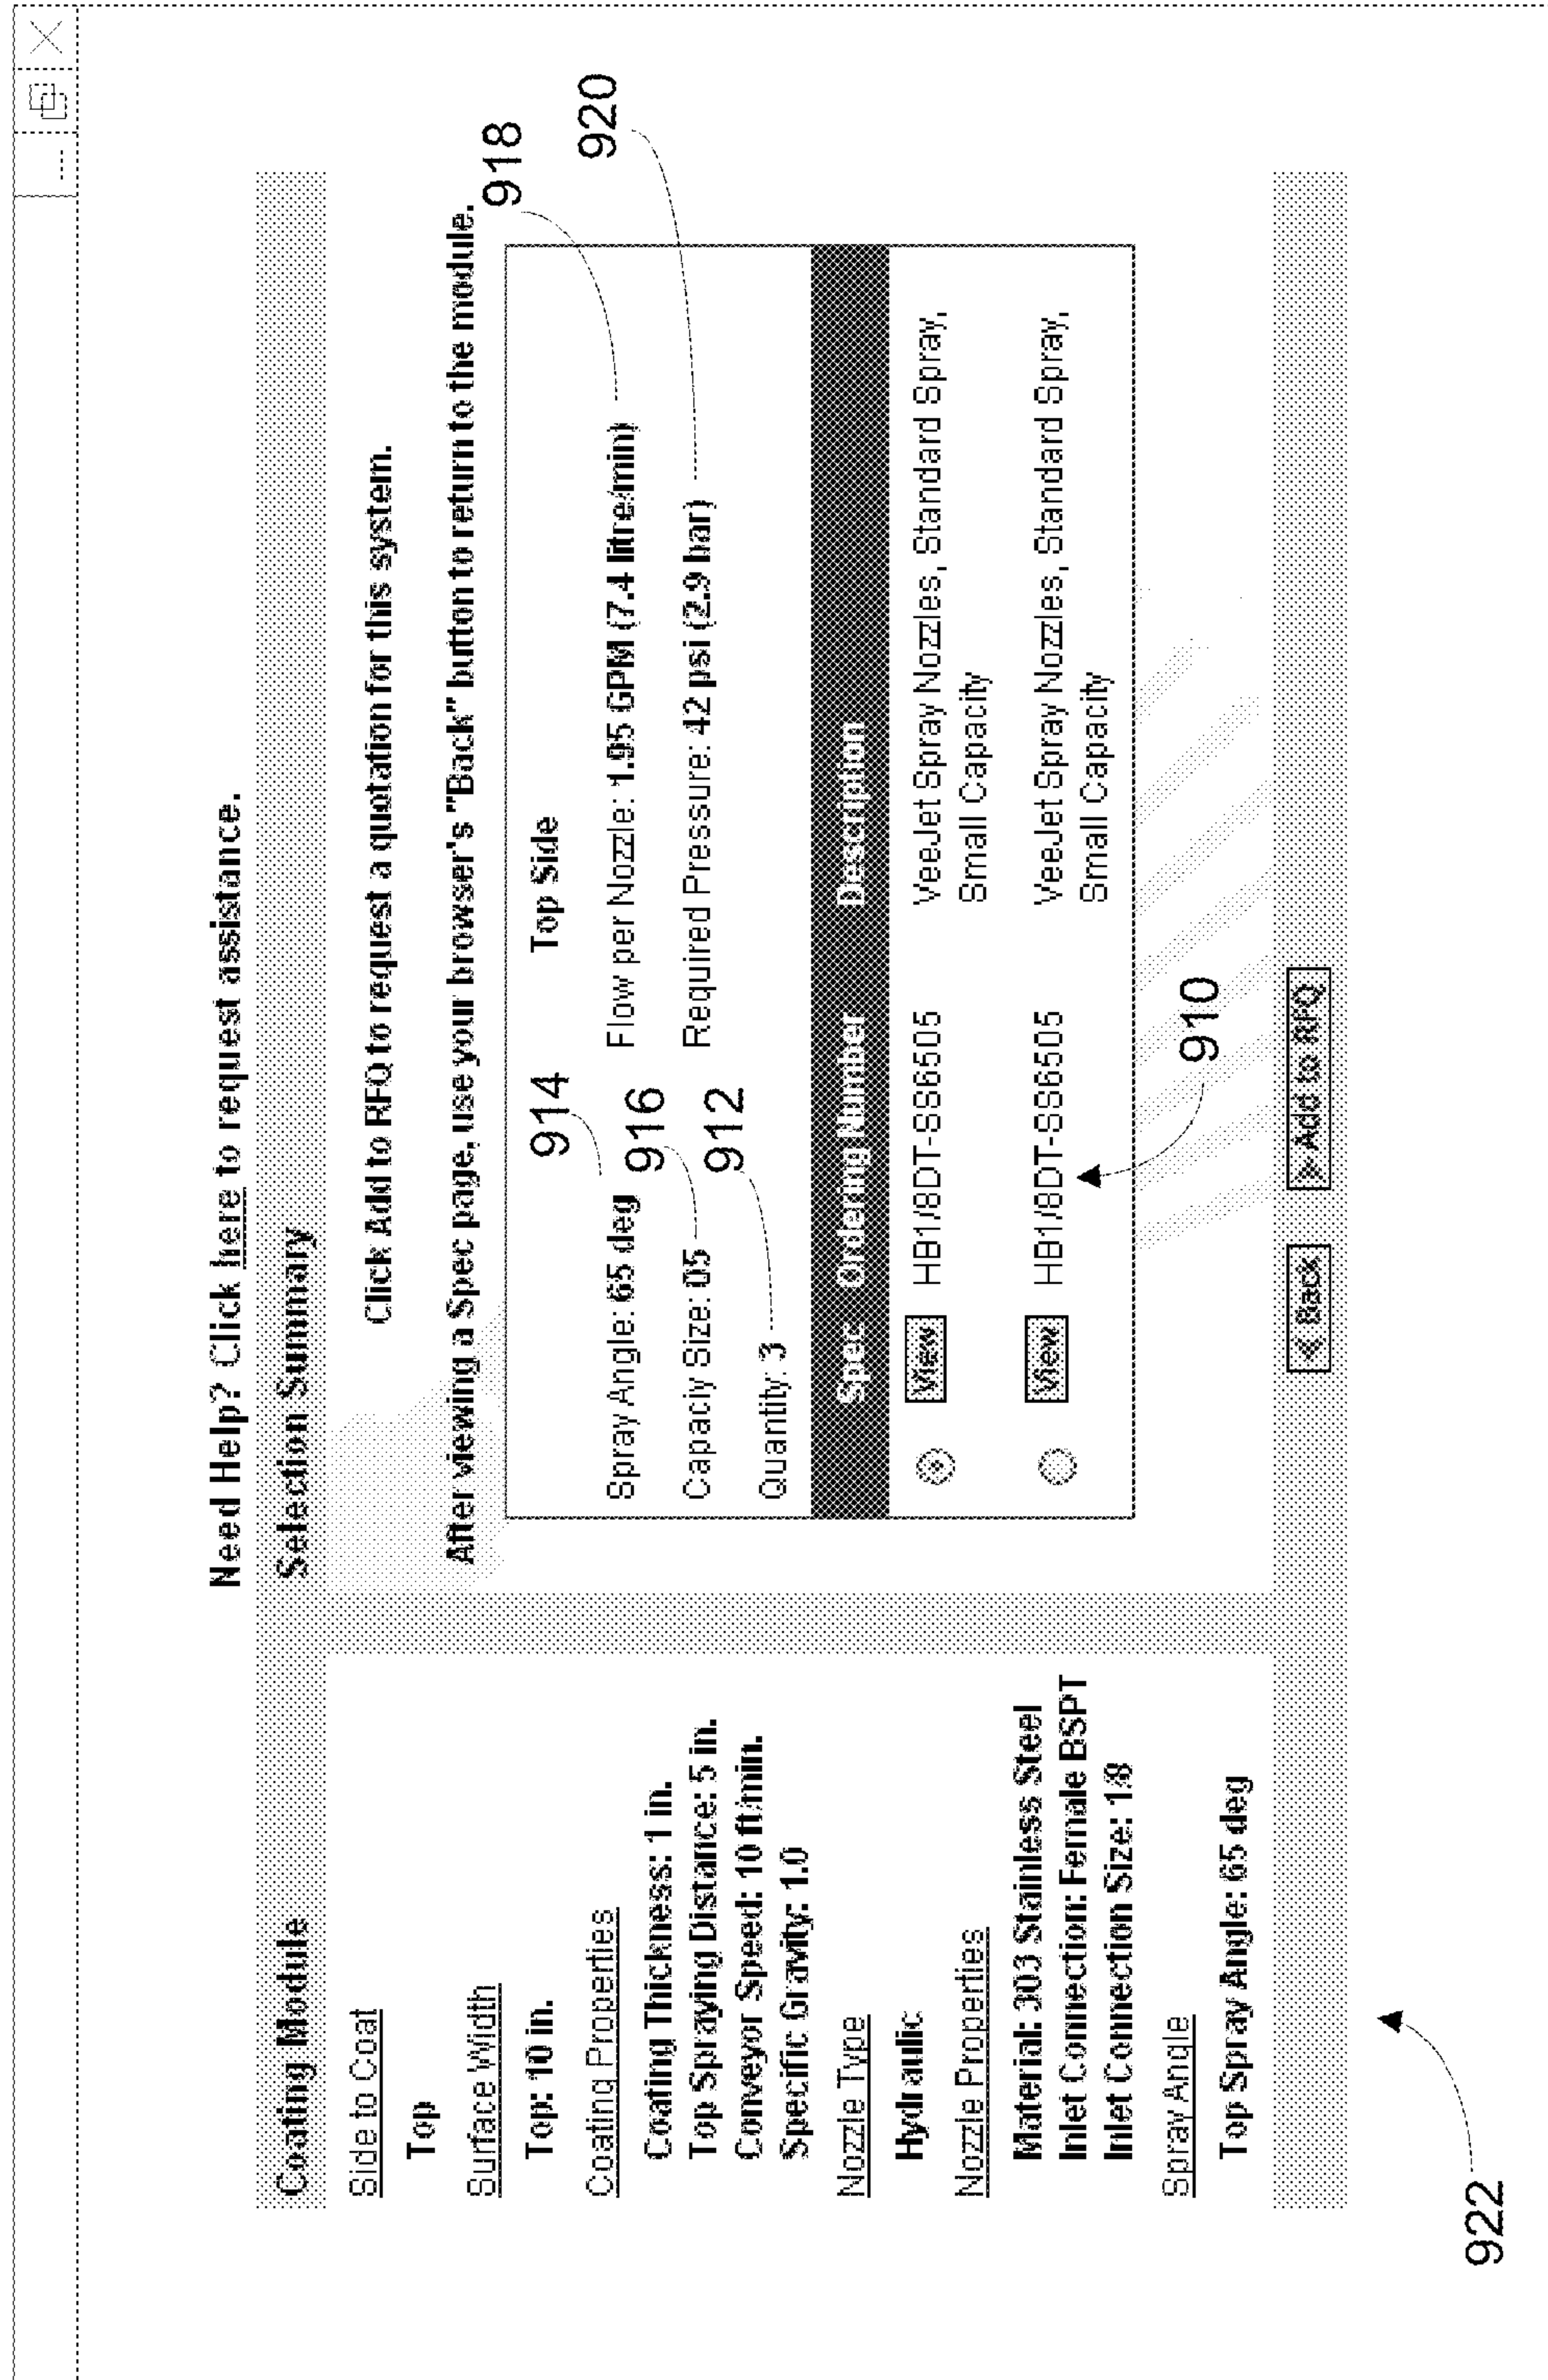 Need Help? Click here to request assistance.
Coating Module
Selection Summary
Side to Coat
Top
Surface Width
Top: 10 in.
Coating Properties
Coating Thickness: 1 in.
Top Spraying Distance: 5 in.
Conveyor Speed: 10 ft/min.
Specific Gravity: 1.0
Nozzle Type
Hydraulic
Nozzle Properties
Material: 303 Stainless Steel
Inlet Connection: Female BSPT
Inlet Connection Size: 1/8
Spray Angle
Top Spray Angle: 65 deg
Click Add to RFQ to request a quotation for this system.
After viewing a Spec page, use your browser's "Back" button to return to the module.
Top Side
914
918
Spray Angle: 65 deg
Flow per Nozzle: 1.95 GPM (7.4 litre/min)
916
920
Capaciy Size: 05
Required Pressure: 42 psi (2.9 bar)
912
Quantity: 3
Spec Ordering Number Description
View HB1/8DT-SS6505 VeeJet Spray Nozzles, Standard Spray,
Small Capacity
View HB1/8DT-SS6505 VeeJet Spray Nozzles, Standard Spray,
Small Capacity
910
Back
Add to RFQ
922